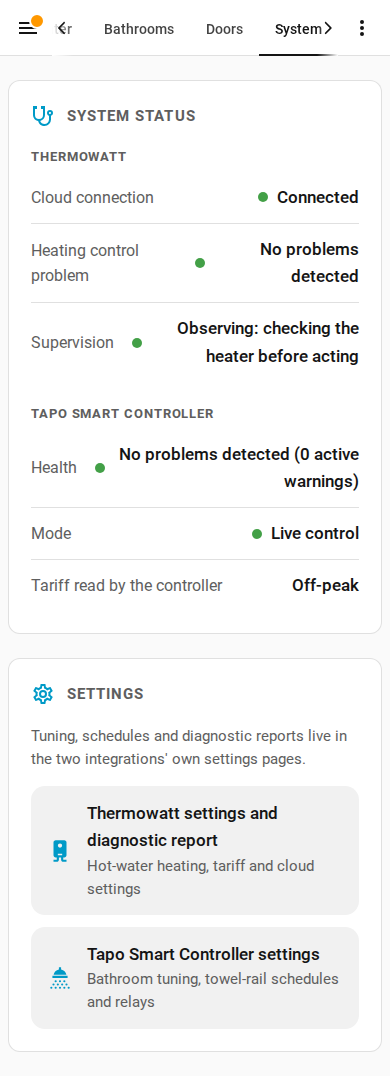 Bathrooms
Doors
System
SYSTEM STATUS
THERMOWATT
Cloud connection
Connected
Heating control
problem
No problems
detected
Supervision
Observing: checking the
heater before acting
TAPO SMART CONTROLLER
Health
No problems detected (0 active
warnings)
Mode
Live control
Tariff read by the controller
Off-peak
SETTINGS
Tuning, schedules and diagnostic reports live in
the two integrations' own settings pages.
Thermowatt settings and
diagnostic report
Hot-water heating, tariff and cloud
settings
Tapo Smart Controller settings
Bathroom tuning, towel-rail schedules
and relays